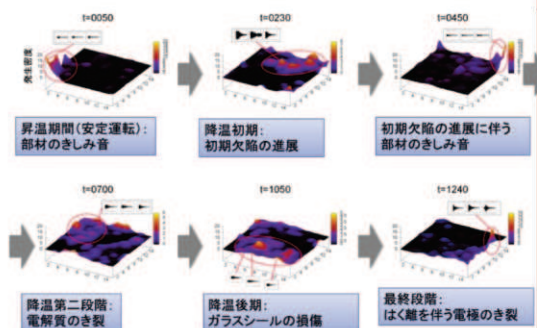 t=0050
t=0230
t=0450
発生密度
昇温期間(安定運転):
部材のきしみ音
降温初期:
初期欠陥の進展
初期欠陥の進展に伴う
部材のきしみ音
t=0700
t=1050
t=1240
降温第二段階:
電解質のき裂
降温後期:
ガラスシールの損傷
最終段階:
はく離を伴う電極のき裂